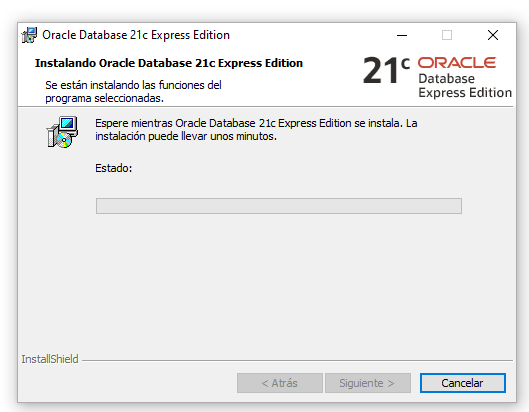 Oracle Database 21c Express Edition
Instalando Oracle Database 21c Express Edition
Se están instalando las funciones del
programa seleccionadas.
21c ORACLE
Database
Express Edition
Espere mientras Oracle Database 21c Express Edition se instala. La
instalación puede llevar unos minutos.
Estado:
InstallShield
< Atrás
Siguiente >
Cancelar